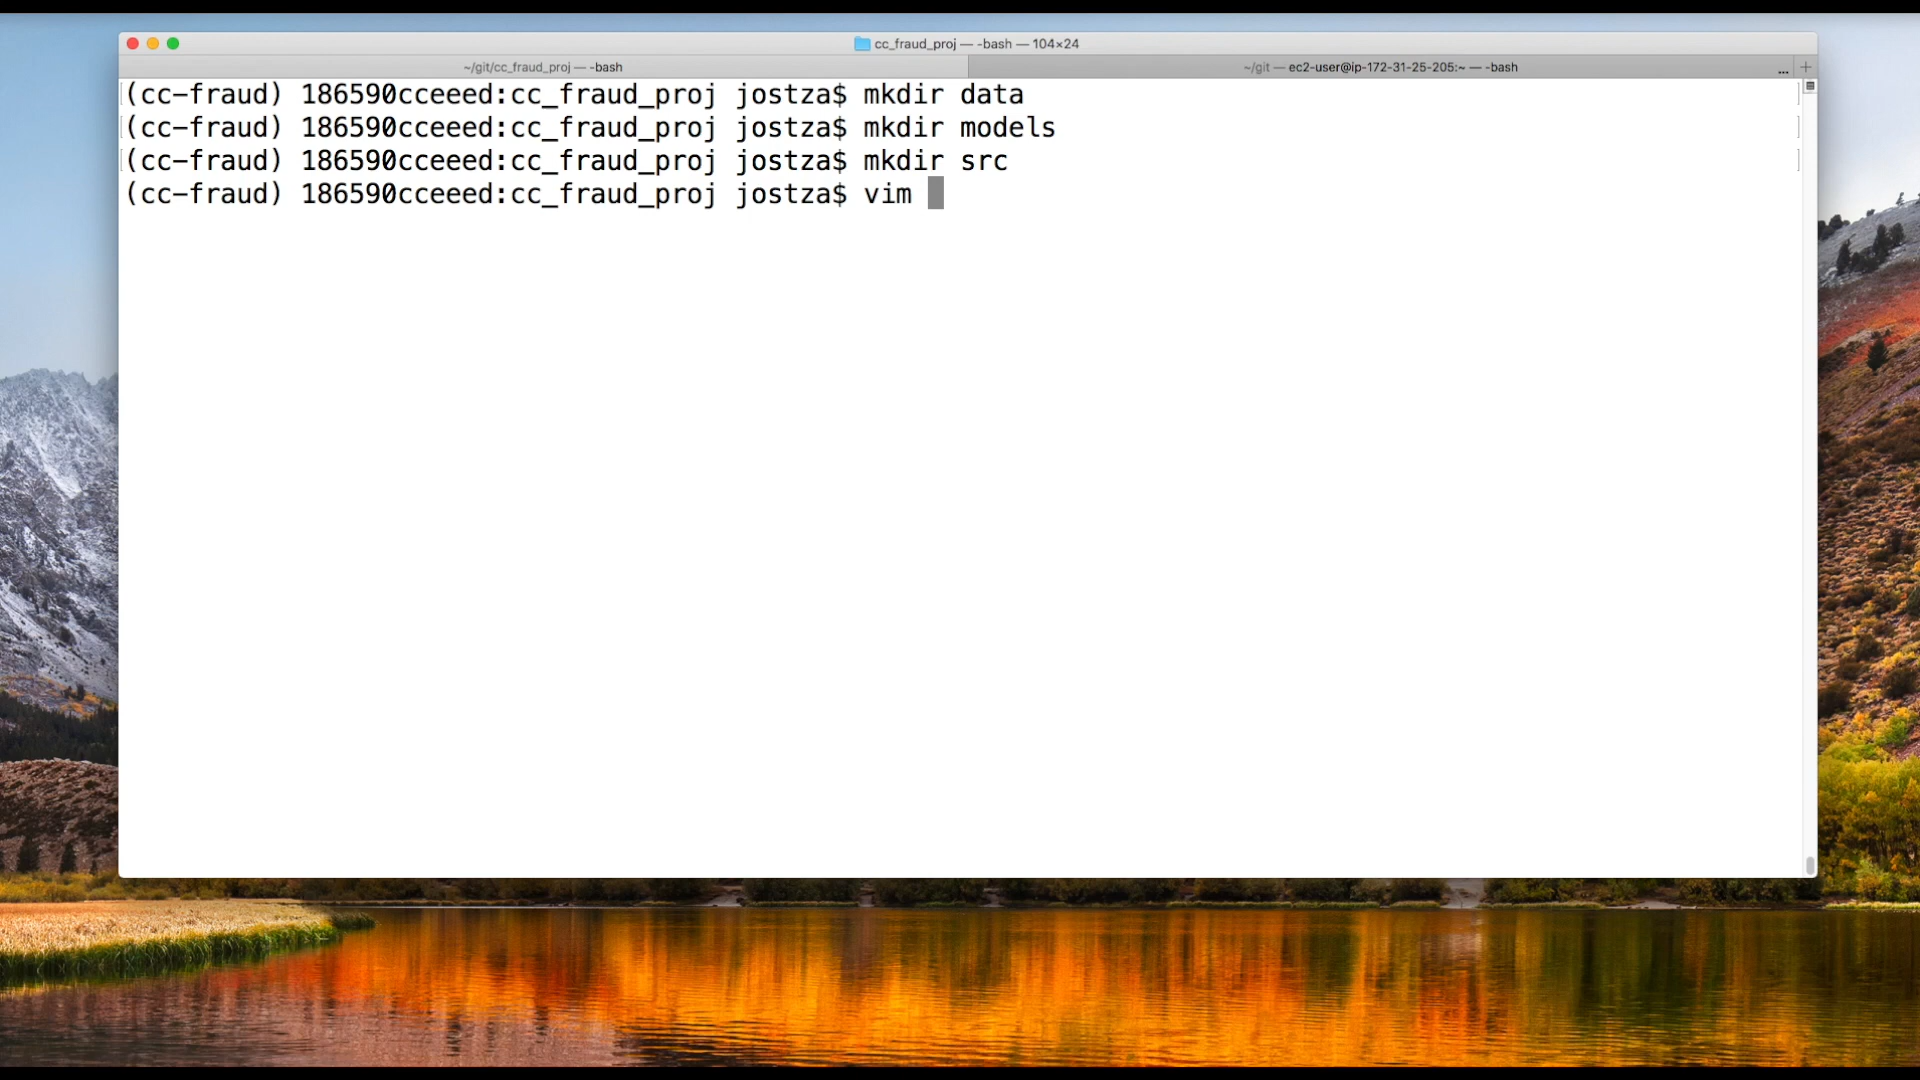 cc_fraud_proj — -bash — 104×24
~/git/cc_fraud_proj — -bash
~/git — ec2-user@ip-172-31-25-205:~ — -bash
... +
(cc-fraud) 186590cceeed:cc_fraud_proj jostza$ mkdir data
(cc-fraud) 186590cceeed:cc_fraud_proj jostza$ mkdir models
(cc-fraud) 186590cceeed:cc_fraud_proj jostza$ mkdir src
(cc-fraud) 186590cceeed:cc_fraud_proj jostza$ vim